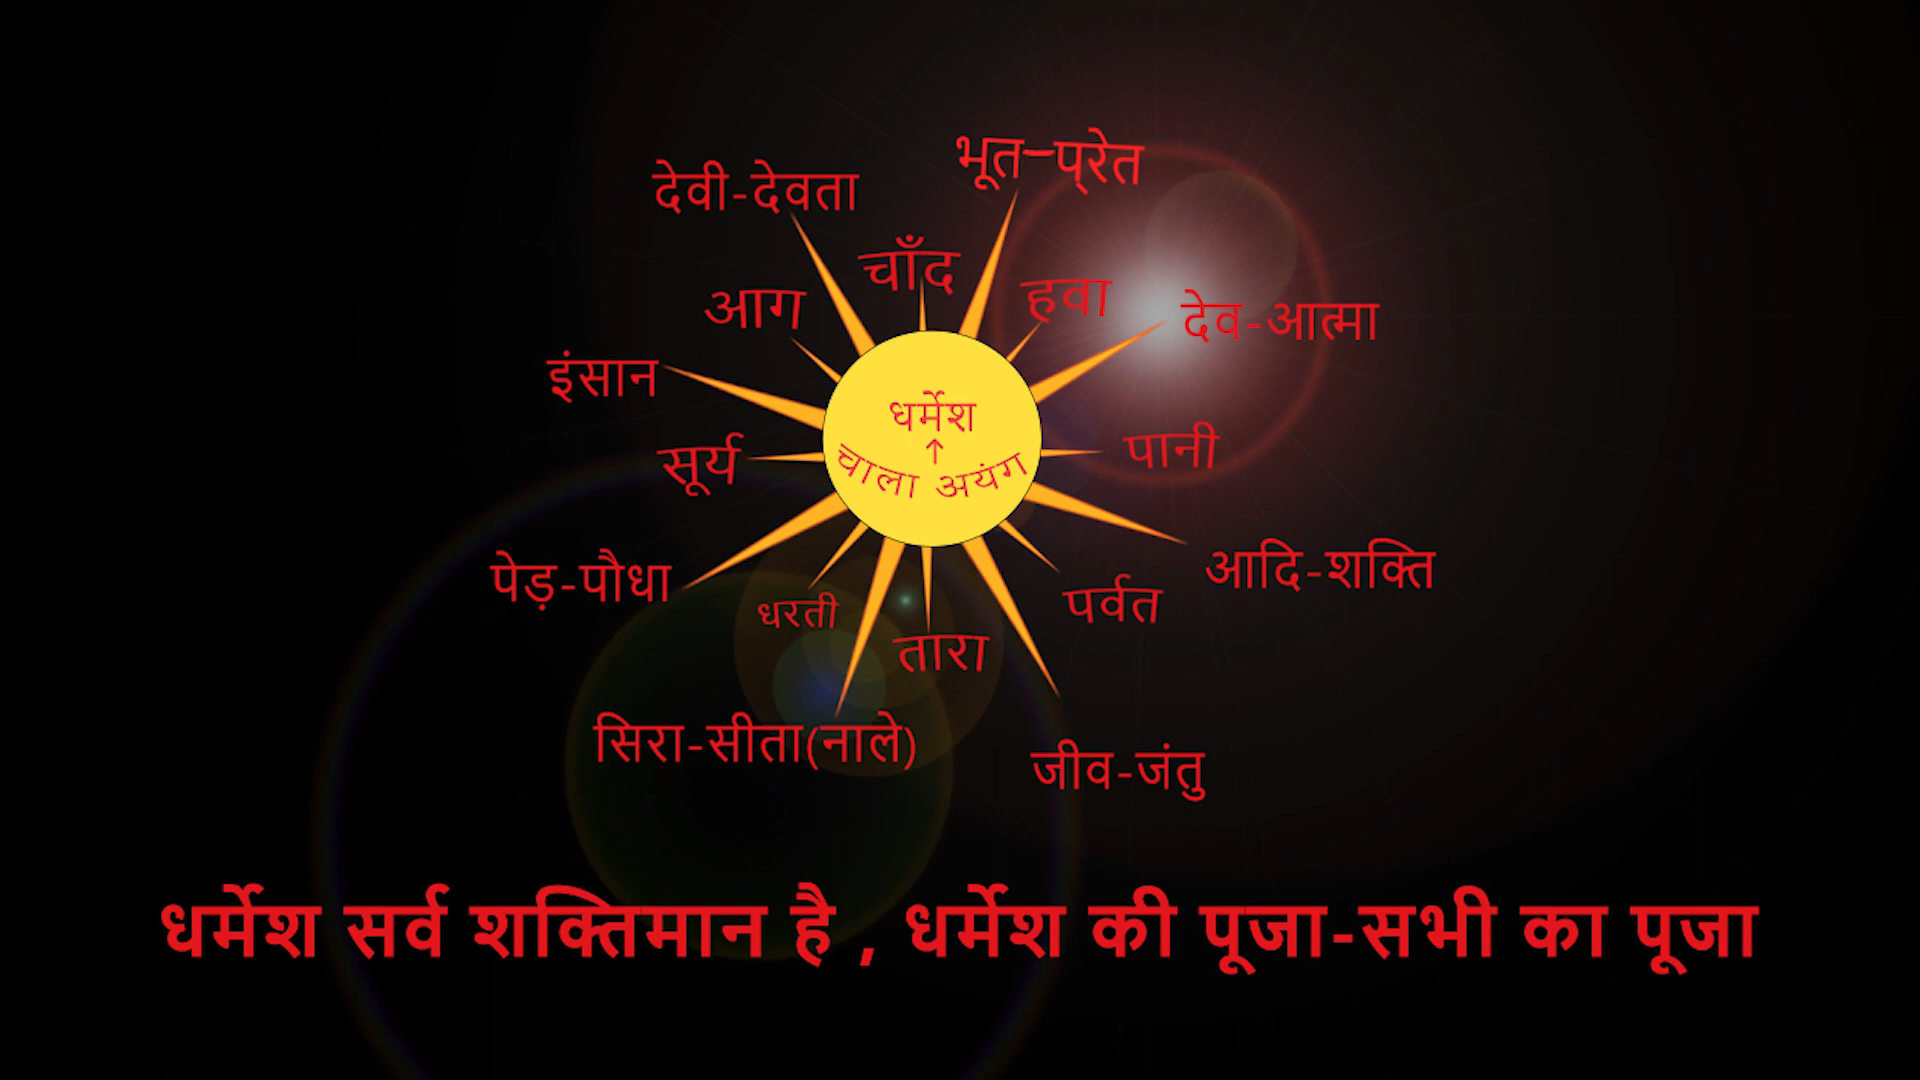 भूत-प्रेत
देवी-देवता
चाँद
हवा
आग
देव-आत्मा
इंसान
धर्मेश
↑
चाला अयंग
सूर्य
पानी
पेड़-पौधा
आदि-शक्ति
धरती
पर्वत
तारा
सिरा-सीता(नाले)
जीव-जंतु
धर्मेश सर्व शक्तिमान है , धर्मेश की पूजा-सभी का पूजा